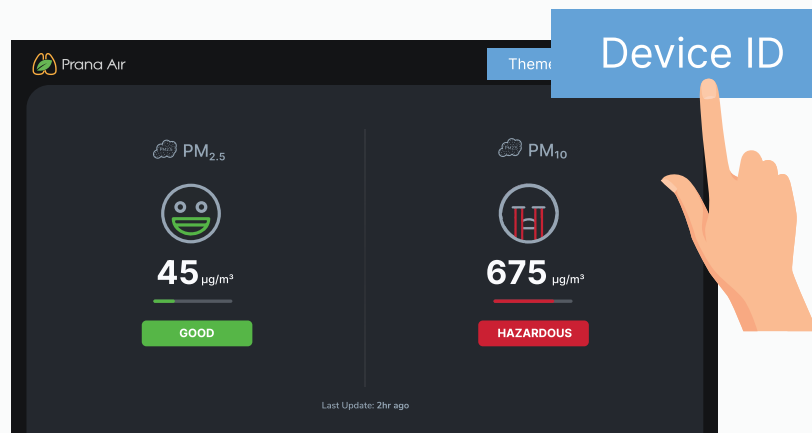 Device ID
Prana Air
Theme
PM2.5
PM10
45 µg/m³
675 µg/m³
GOOD
HAZARDOUS
Last Update: 2hr ago